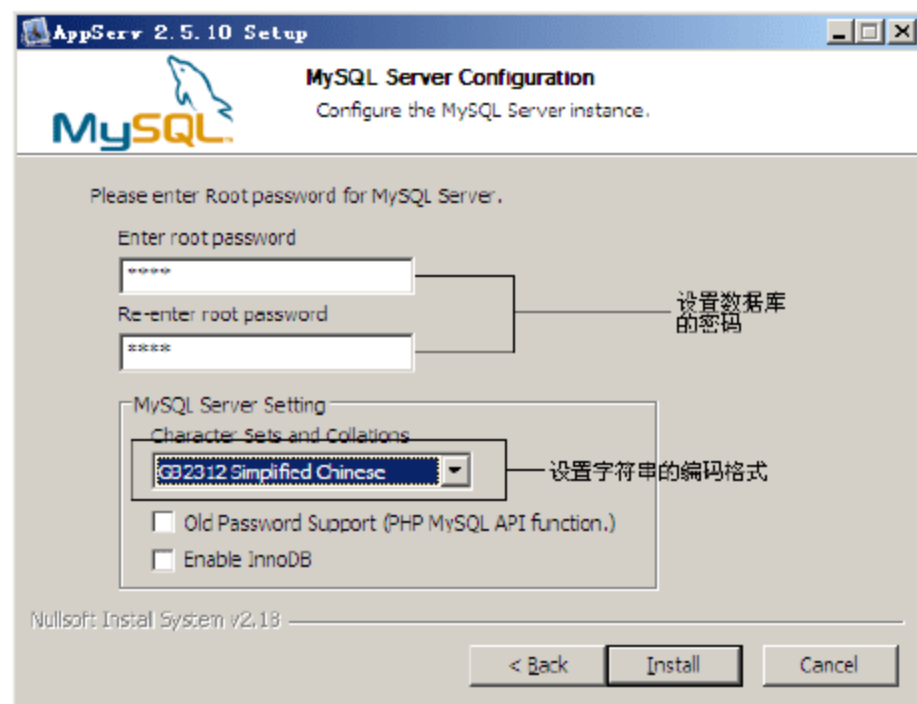 AppServ 2.5.10 Setup
MySQL
MySQL Server Configuration
Configure the MySQL Server instance.
Please enter Root password for MySQL Server.
Enter root password
****
设置数据库
的密码
Re-enter root password
****
MySQL Server Setting
Character Sets and Collations
GB2312 Simplified Chinese
设置字符串的编码格式
Old Password Support (PHP MySQL API function.)
Enable InnoDB
Nullsoft Install System v2.18
< Back
Install
Cancel